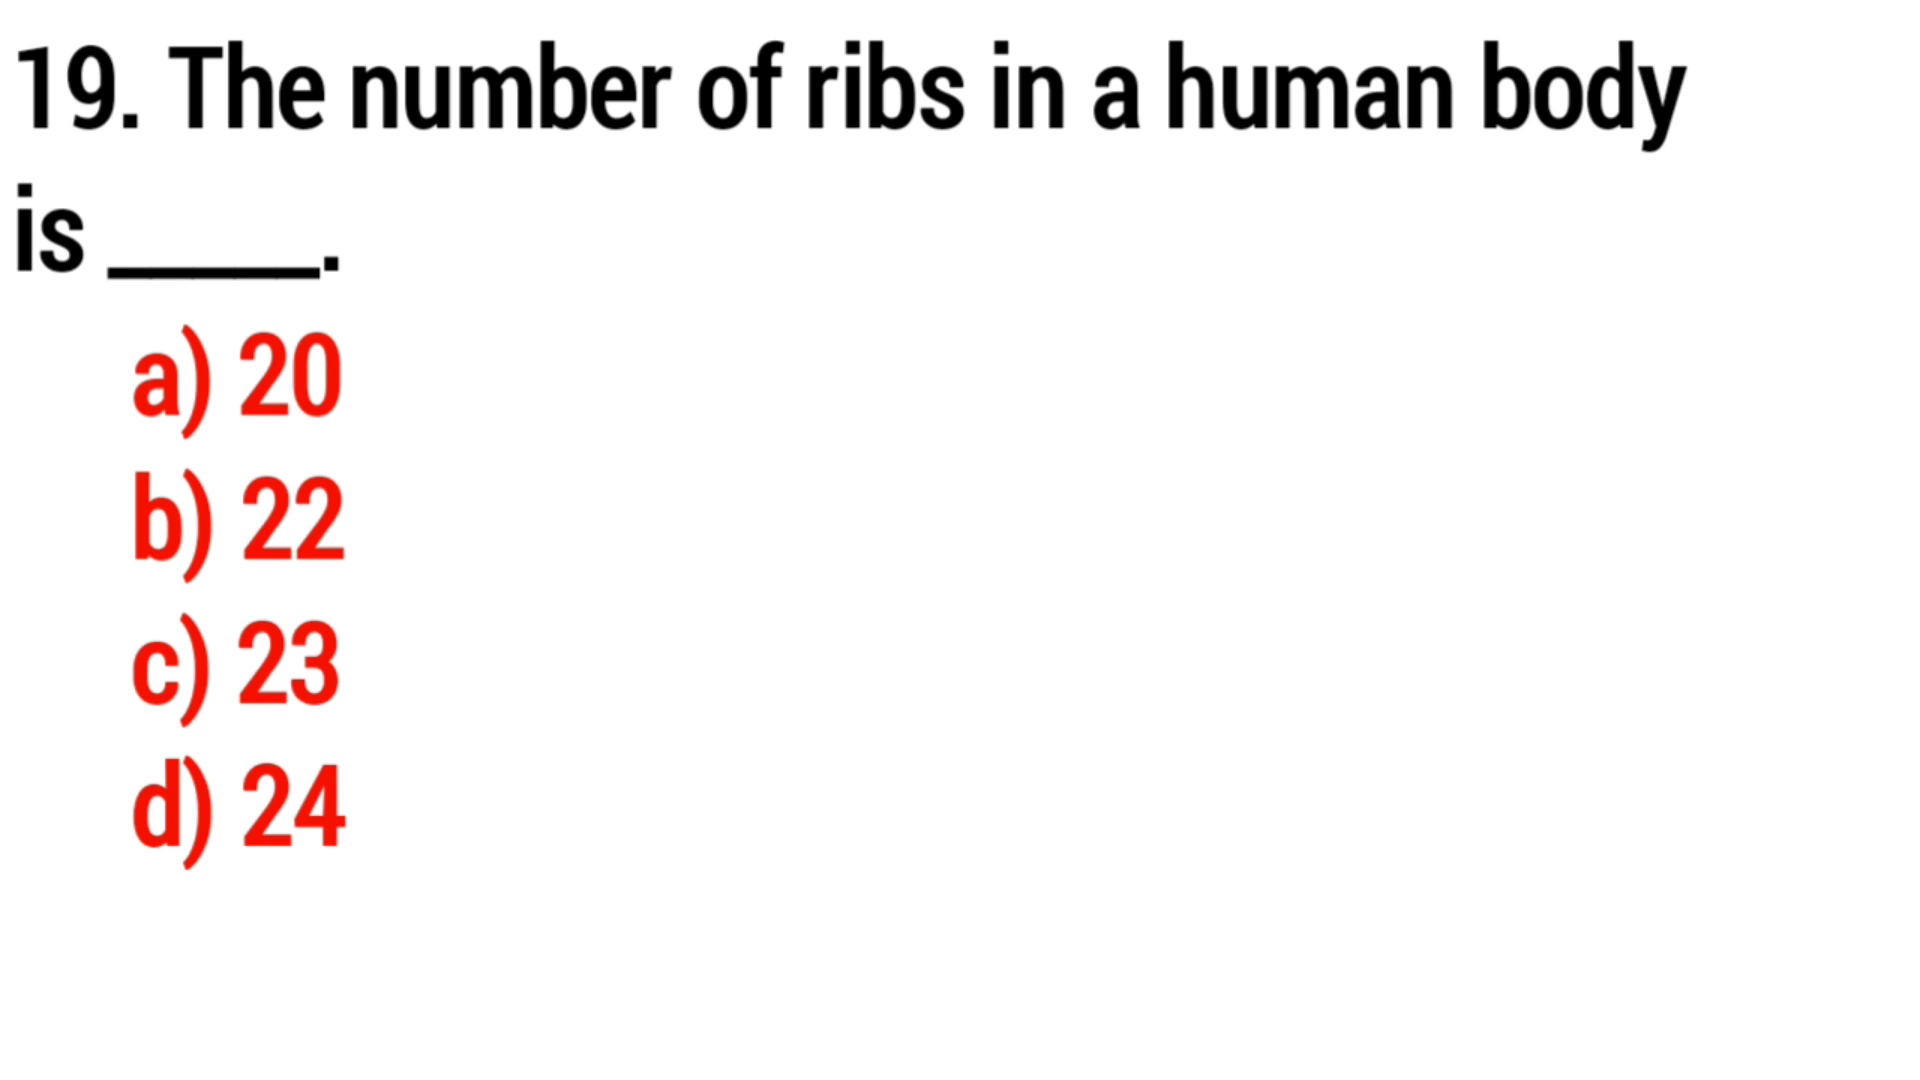 19. The number of ribs in a human body
is _____.
a) 20
b) 22
c) 23
d) 24